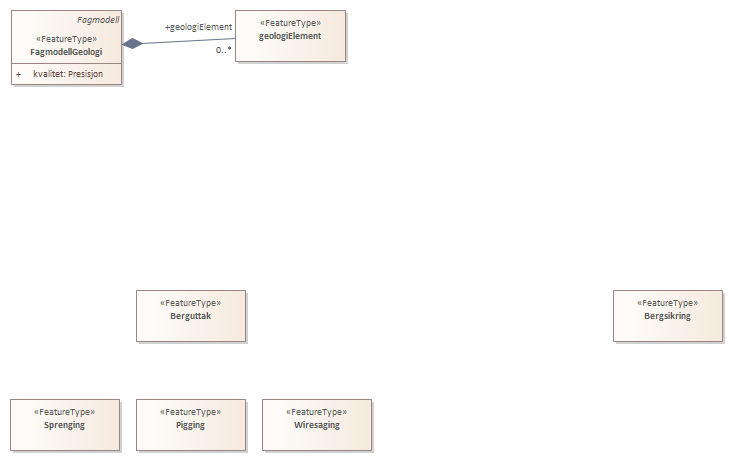 Fagmodell
«FeatureType»
FagmodellGeologi
+ kvalitet: Presisjon
+geologiElement
0..*
«FeatureType»
geologiElement
«FeatureType»
Berguttak
«FeatureType»
Bergsikring
«FeatureType»
Sprenging
«FeatureType»
Pigging
«FeatureType»
Wiresaging